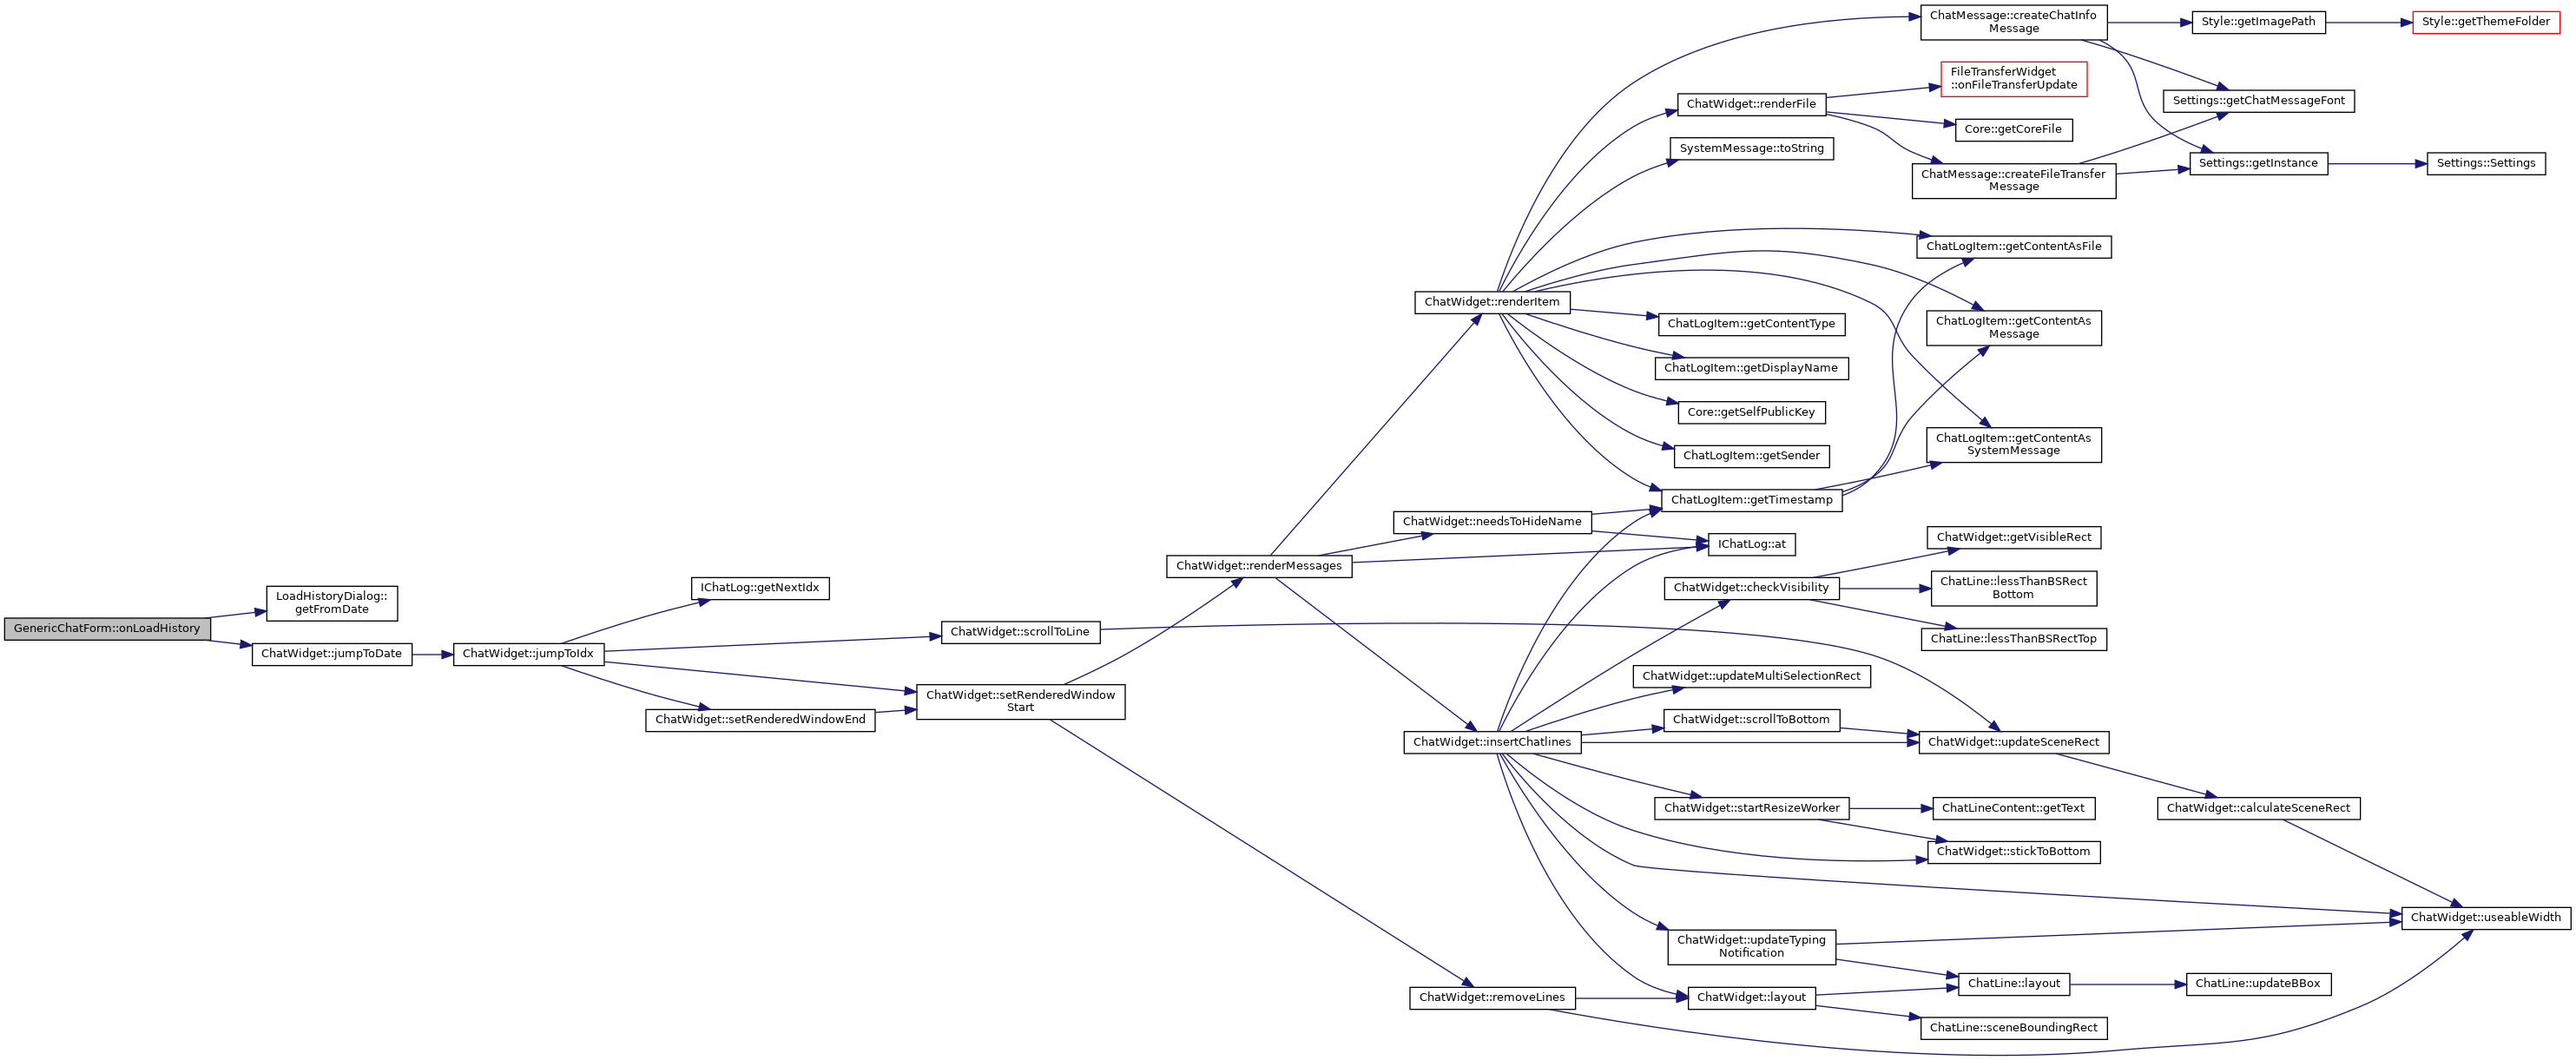 GenericChatForm::onLoadHistory
LoadHistoryDialog::
getFromDate
ChatWidget::jumpToDate
ChatWidget::jumpToIdx
IChatLog::getNextIdx
ChatWidget::scrollToLine
ChatWidget::setRenderedWindow
Start
ChatWidget::setRenderedWindowEnd
ChatWidget::renderMessages
ChatWidget::renderItem
ChatWidget::needsToHideName
ChatWidget::insertChatlines
ChatWidget::removeLines
ChatWidget::renderFile
SystemMessage::toString
ChatLogItem::getContentType
ChatLogItem::getDisplayName
Core::getSelfPublicKey
ChatLogItem::getSender
ChatLogItem::getTimestamp
IChatLog::at
ChatWidget::checkVisibility
ChatWidget::updateMultiSelectionRect
ChatWidget::scrollToBottom
ChatWidget::startResizeWorker
ChatWidget::updateTyping
Notification
ChatWidget::layout
ChatMessage::createChatInfo
Message
FileTransferWidget
::onFileTransferUpdate
Core::getCoreFile
ChatMessage::createFileTransfer
Message
ChatLogItem::getContentAsFile
ChatLogItem::getContentAs
Message
ChatLogItem::getContentAs
SystemMessage
ChatWidget::getVisibleRect
ChatLine::lessThanBSRect
Bottom
ChatLine::lessThanBSRectTop
ChatWidget::updateSceneRect
ChatLineContent::getText
ChatWidget::stickToBottom
ChatLine::layout
ChatLine::sceneBoundingRect
Style::getImagePath
Settings::getChatMessageFont
Settings::getInstance
ChatWidget::calculateSceneRect
ChatLine::updateBBox
Style::getThemeFolder
Settings::Settings
ChatWidget::useableWidth